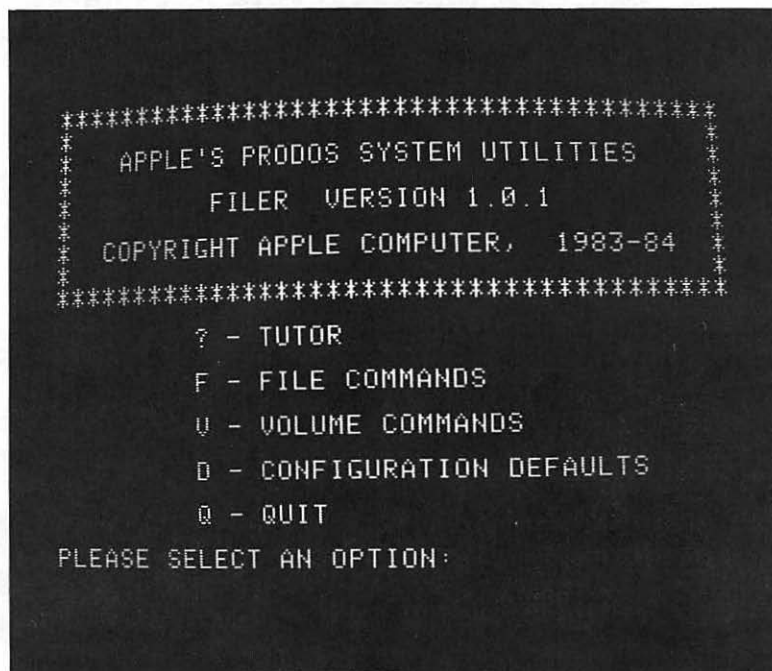 *********************************************
* APPLE'S PRODOS SYSTEM UTILITIES *
* FILER  VERSION 1.0.1 *
* COPYRIGHT APPLE COMPUTER,  1983-84 *
*********************************************
? - TUTOR
F - FILE COMMANDS
V - VOLUME COMMANDS
D - CONFIGURATION DEFAULTS
Q - QUIT
PLEASE SELECT AN OPTION: